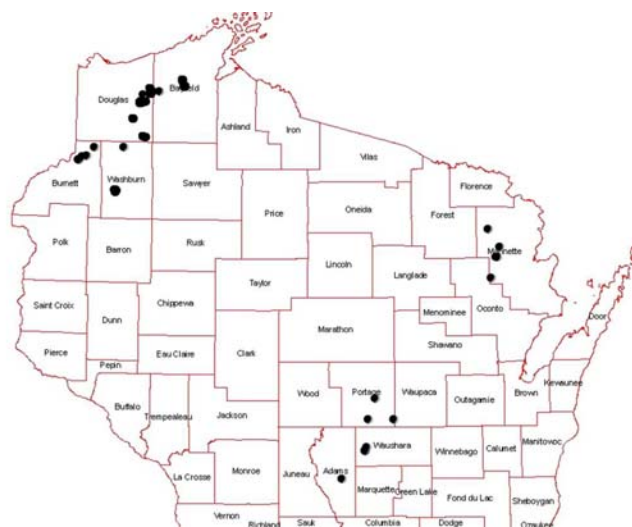 Douglas
Bayfield
Ashland
Iron
Vilas
Florence
Burnett
Washburn
Sawyer
Price
Oneida
Forest
Marinette
Polk
Barron
Rusk
Lincoln
Langlade
Taylor
Oconto
Door
Saint Croix
Dunn
Chippewa
Menominee
Marathon
Shawano
Pierce
Eau Claire
Clark
Pepin
Wood
Portage
Waupaca
Outagamie
Brown
Kewaunee
Buffalo
Trempealeau
Jackson
Waushara
Winnebago
Calumet
Manitowoc
La Crosse
Monroe
Juneau
Adams
Marquette
Green Lake
Fond du Lac
Sheboygan
Vernon
Richland
Sauk
Columbia
Dodge